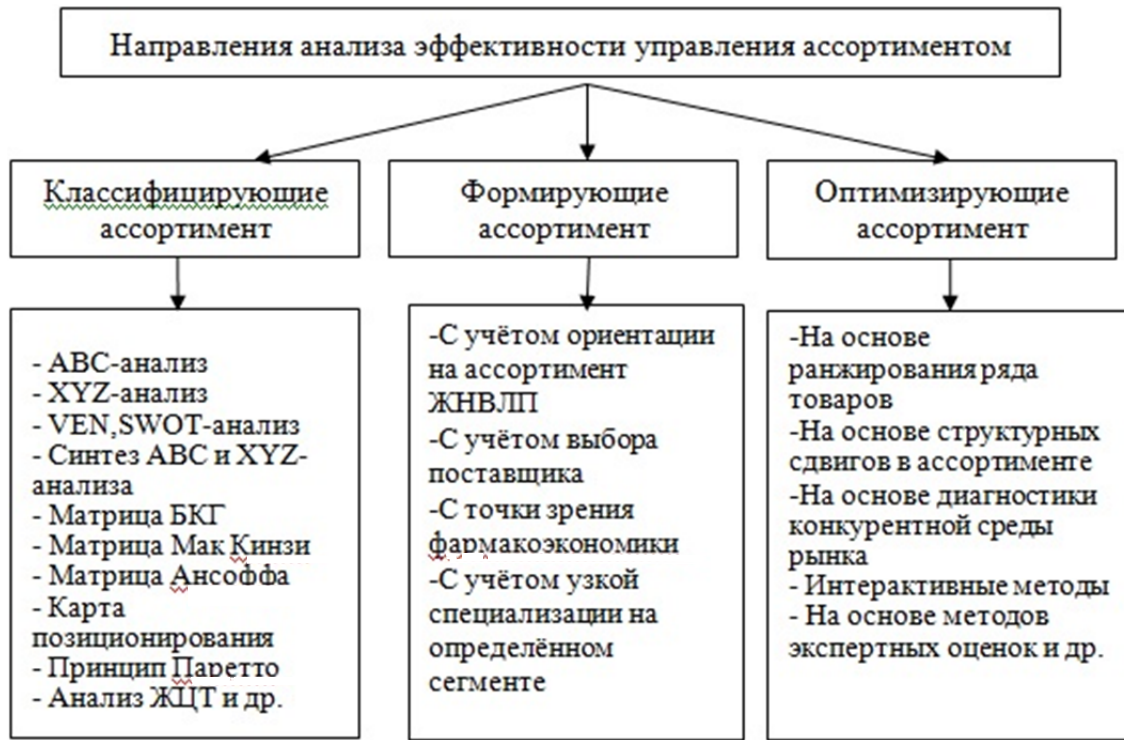 Направления анализа эффективности управления ассортиментом
Классифицирующие
ассортимент
Формирующие
ассортимент
Оптимизирующие
ассортимент
- АВС-анализ
- XYZ-анализ
- VEN,SWOT-анализ
- Синтез АВС и XYZ-
анализа
- Матрица БКГ
- Матрица Мак Кинзи
- Матрица Ансоффа
- Карта
позиционирования
- Принцип Паретто
- Анализ ЖЦТ и др.
-С учётом ориентации
на ассортимент
ЖНВЛП
-С учётом выбора
поставщика
-С точки зрения
фармакоэкономики
-С учётом узкой
специализации на
определённом
сегменте
-На основе
ранжирования ряда
товаров
-На основе структурных
сдвигов в ассортименте
-На основе диагностики
конкурентной среды
рынка
- Интерактивные методы
- На основе методов
экспертных оценок и др.